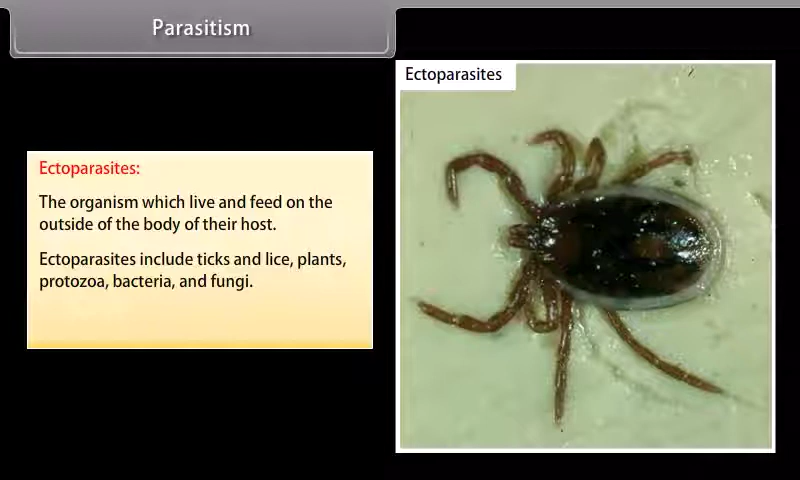 Parasitism
Ectoparasites
Ectoparasites:
The organism which live and feed on the
outside of the body of their host.
Ectoparasites include ticks and lice, plants,
protozoa, bacteria, and fungi.